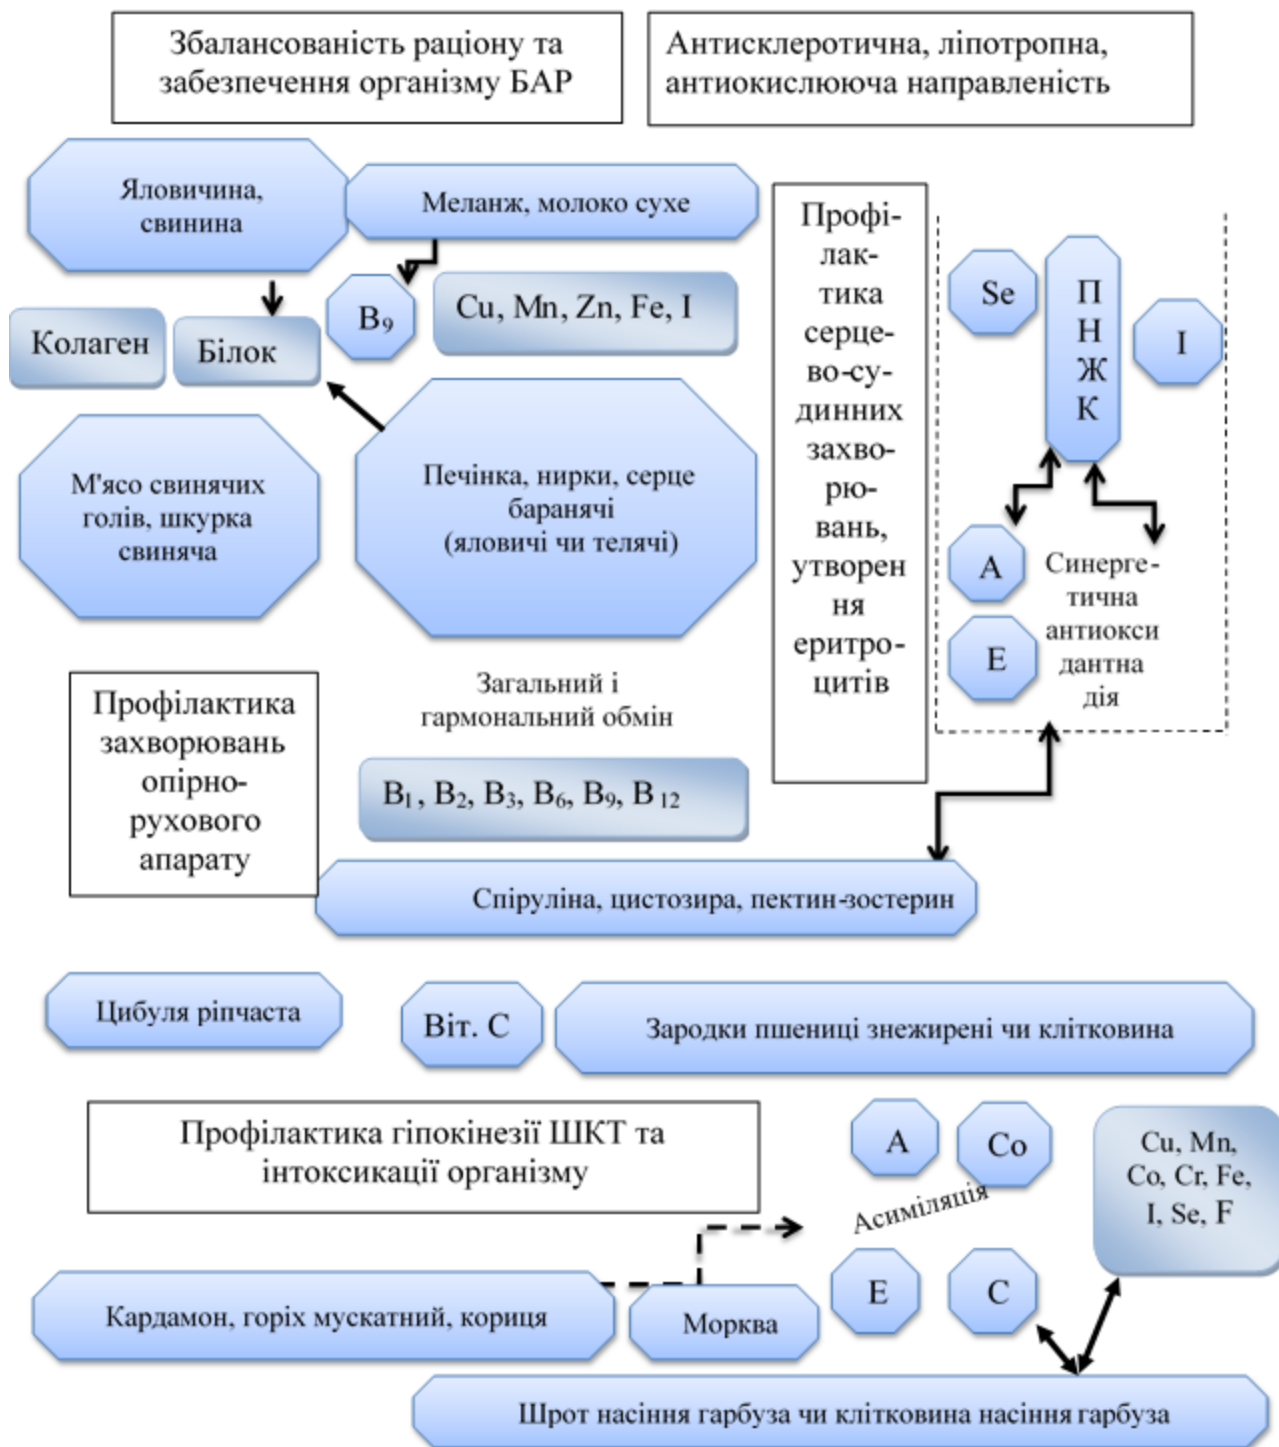 Збалансованість раціону та
забезпечення організму БАР
Антисклеротична, ліпотропна,
антиокислююча направленість
Яловичина,
свинина
Меланж, молоко сухе
Профі-
лак-
тика
серце-
во-су-
динних
захво-
рю-
вань,
утворен
ня
еритро-
цитів
Se
П
Н
Ж
К
I
B9
Cu, Mn, Zn, Fe, I
Колаген
Білок
М'ясо свинячих
голів, шкурка
свиняча
Печінка, нирки, серце
баранячі
(яловичі чи телячі)
A
E
Синерге-
тична
антиокси
дантна
дія
Профілактика
захворювань
опірно-
рухового
апарату
Загальний і
гармональний обмін
B1, B2, B3, B6, B9, B 12
Спіруліна, цистозира, пектин-зостерин
Цибуля ріпчаста
Віт. С
Зародки пшениці знежирені чи клітковина
Профілактика гіпокінезії ШКТ та
інтоксикації організму
A
Co
Асиміляція
E
C
Cu, Mn,
Co, Cr, Fe,
I, Se, F
Кардамон, горіх мускатний, кориця
Морква
Шрот насіння гарбуза чи клітковина насіння гарбуза